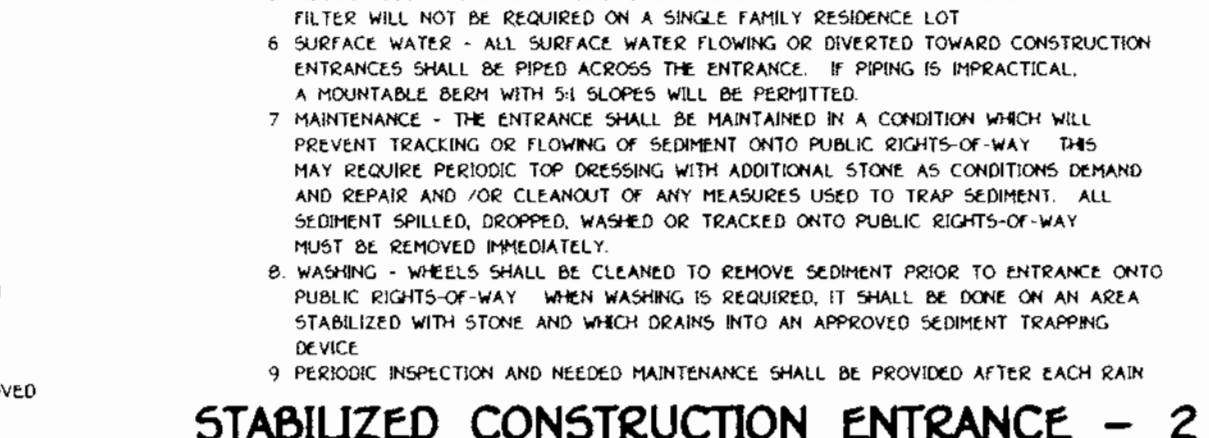 FILTER WILL NOT BE REQUIRED ON A SINGLE FAMILY RESIDENCE LOT
6 SURFACE WATER - ALL SURFACE WATER FLOWING OR DIVERTED TOWARD CONSTRUCTION
ENTRANCES SHALL BE PIPED ACROSS THE ENTRANCE. IF PIPING IS IMPRACTICAL,
A MOUNTABLE BERM WITH 5:1 SLOPES WILL BE PERMITTED.
7 MAINTENANCE - THE ENTRANCE SHALL BE MAINTAINED IN A CONDITION WHICH WILL
PREVENT TRACKING OR FLOWING OF SEDIMENT ONTO PUBLIC RIGHTS-OF-WAY THIS
MAY REQUIRE PERIODIC TOP DRESSING WITH ADDITIONAL STONE AS CONDITIONS DEMAND
AND REPAIR AND /OR CLEANOUT OF ANY MEASURES USED TO TRAP SEDIMENT. ALL
SEDIMENT SPILLED, DROPPED, WASHED OR TRACKED ONTO PUBLIC RIGHTS-OF-WAY
MUST BE REMOVED IMMEDIATELY.
8. WASHING - WHEELS SHALL BE CLEANED TO REMOVE SEDIMENT PRIOR TO ENTRANCE ONTO
PUBLIC RIGHTS-OF-WAY WHEN WASHING IS REQUIRED, IT SHALL BE DONE ON AN AREA
STABILIZED WITH STONE AND WHICH DRAINS INTO AN APPROVED SEDIMENT TRAPPING
DEVICE
9 PERIODIC INSPECTION AND NEEDED MAINTENANCE SHALL BE PROVIDED AFTER EACH RAIN
VED
STABILIZED CONSTRUCTION ENTRANCE - 2